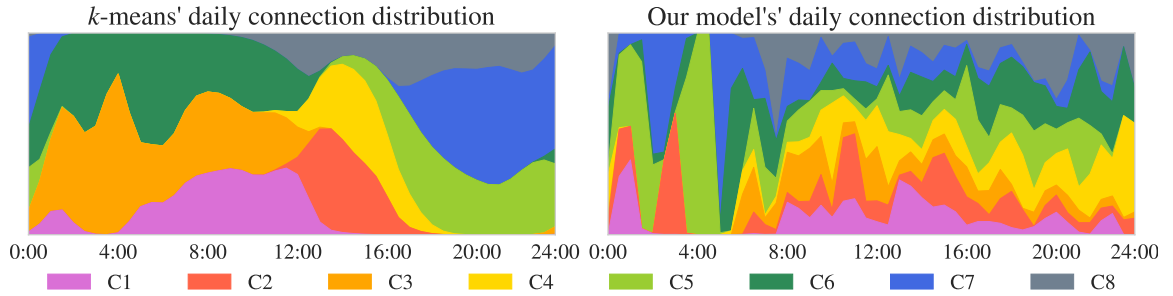 k-means' daily connection distribution
Our model's' daily connection distribution
0:00 4:00 8:00 12:00 16:00 20:00 24:00
0:00 4:00 8:00 12:00 16:00 20:00 24:00
C1 C2 C3 C4 C5 C6 C7 C8